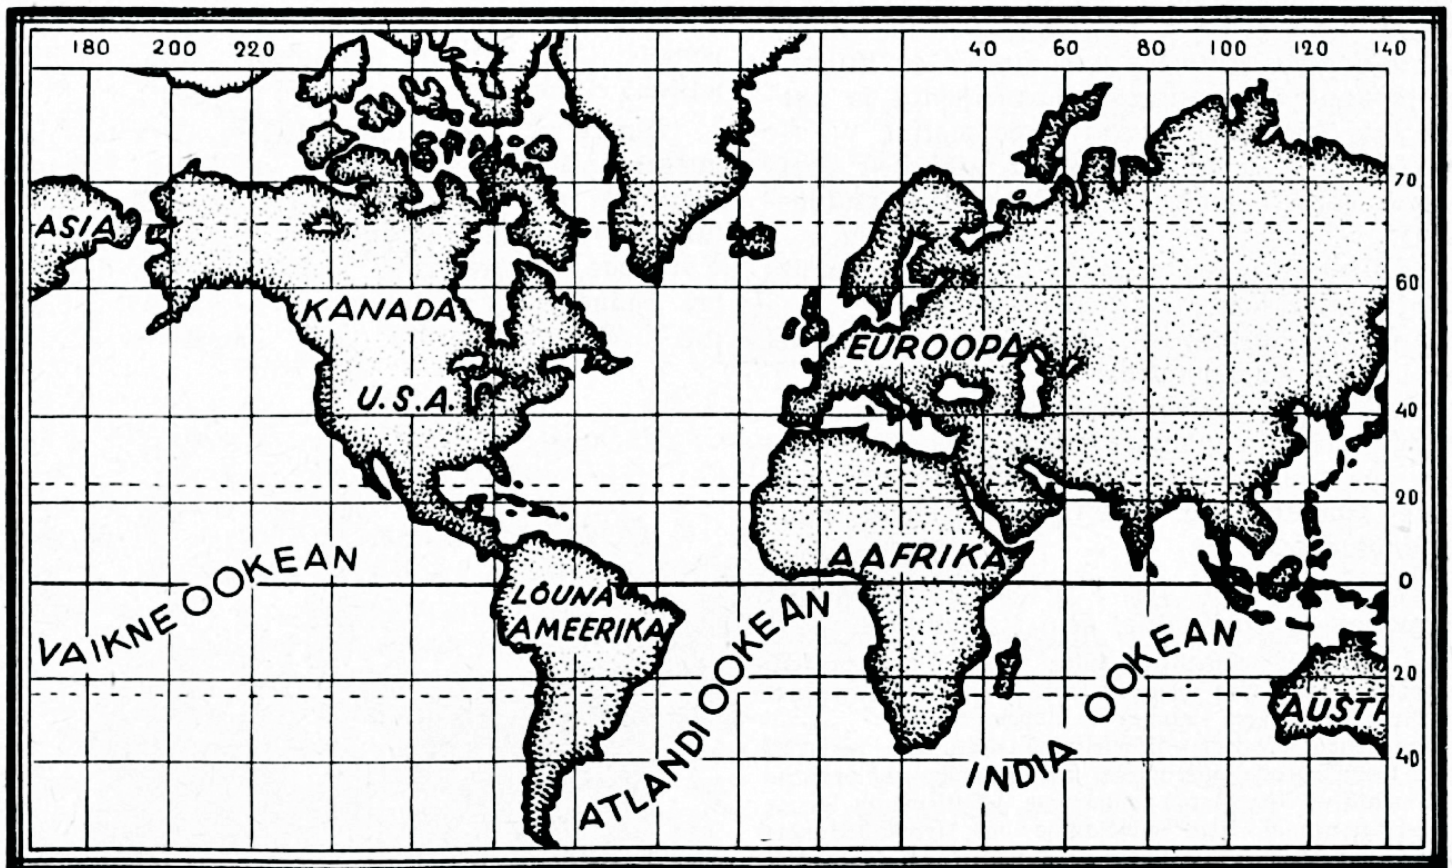 180 200 220 40 60 80 100 120 140
70
ASIA
60
KANADA
EUROOPA
U.S.A.
40
20
AAFRIKA
VAIKNE OOKEAN
0
LÕUNA
AMEERIKA
ATLANDI OOKEAN
INDIA OOKEAN
20
AUSTR
40